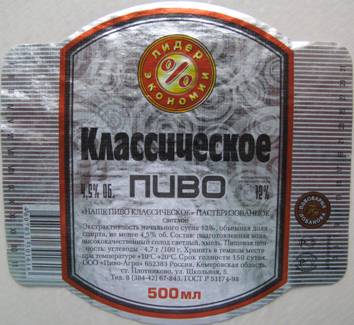 ЛИДЕР
%
ЭКОНОМИИ
Классическое
4,5% ОБ. ПИВО 12%
«НАШЕ ПИВО КЛАССИЧЕСКОЕ» ПАСТЕРИЗОВАННОЕ
светлое
Экстрактивность начального сусла 12%, объемная доля
спирта, не менее 4,5% об. Состав: подготовленная вода,
высококачественный солод светлый, хмель. Пищевая цен-
ность: углеводы - 4,7 г/100 г. Хранить в темном месте
при температуре +10°С +20°С. Срок годности 150 суток.
ООО «Пиво-Агро» 652383 Россия, Кемеровская область,
ст. Плотниково, ул. Школьная, 5.
Тел. 8 (384-42) 67-843. ГОСТ Р 51174-98
500 мл